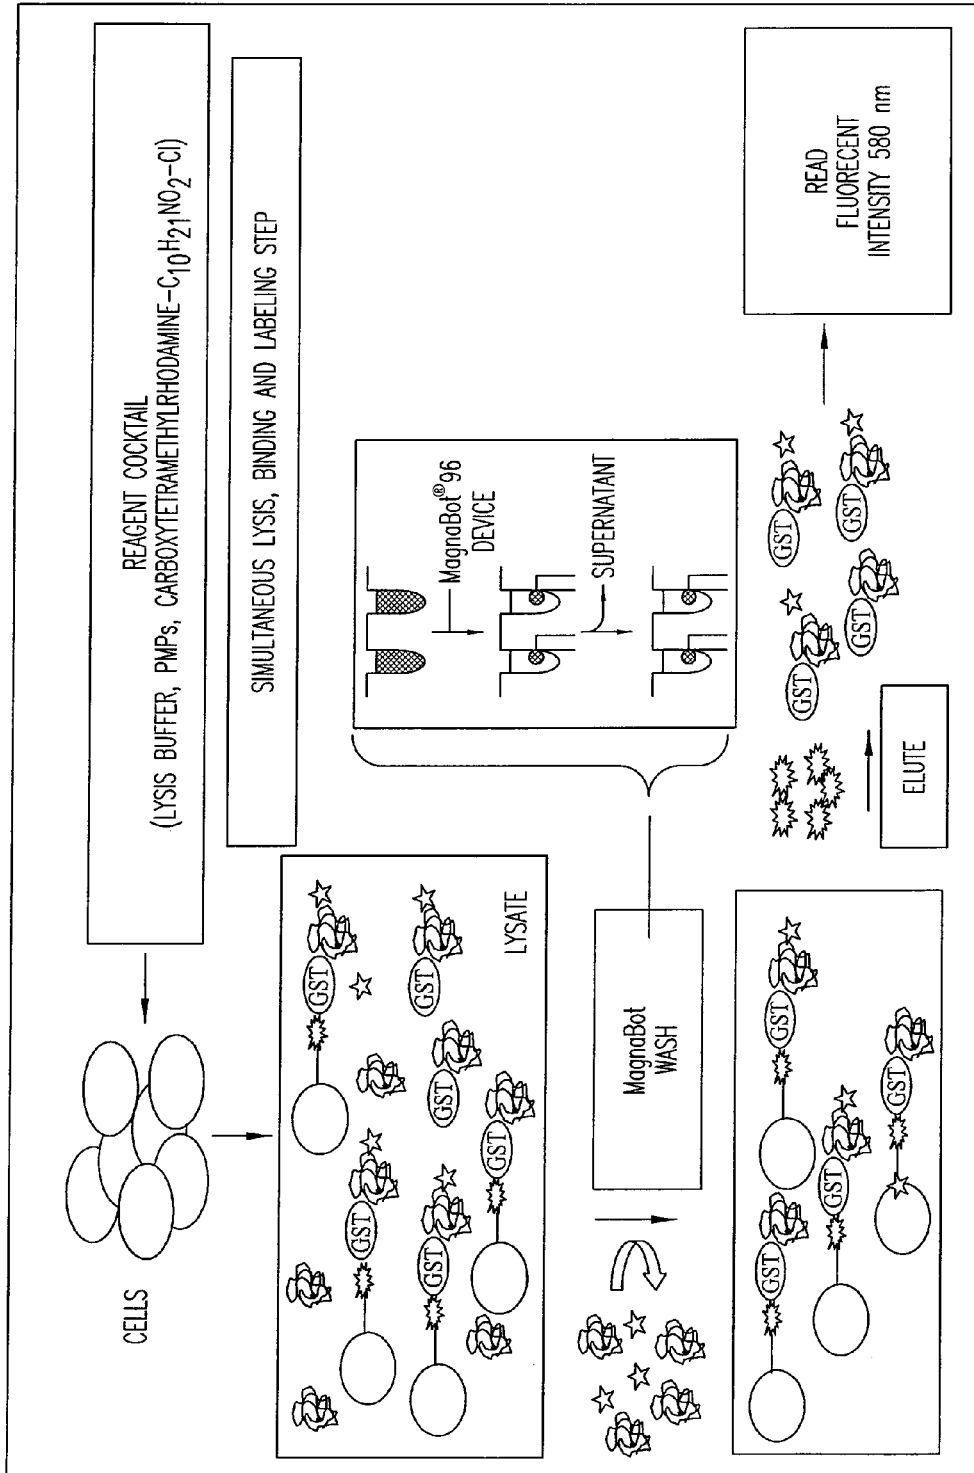 REAGENT COCKTAIL
(LYSIS BUFFER, PMPs, CARBOXYTETRAMETHYLRHODAMINE-C10H21NO2-Cl)
SIMULTANEOUS LYSIS, BINDING AND LABELING STEP
CELLS
GST
GST
GST
GST
GST
GST
LYSATE
MagnaBot® 96
DEVICE
SUPERNATANT
MagnaBot
WASH
GST
GST
GST
GST
ELUTE
GST
GST
GST
GST
READ
FLUORECENT
INTENSITY 580 nm